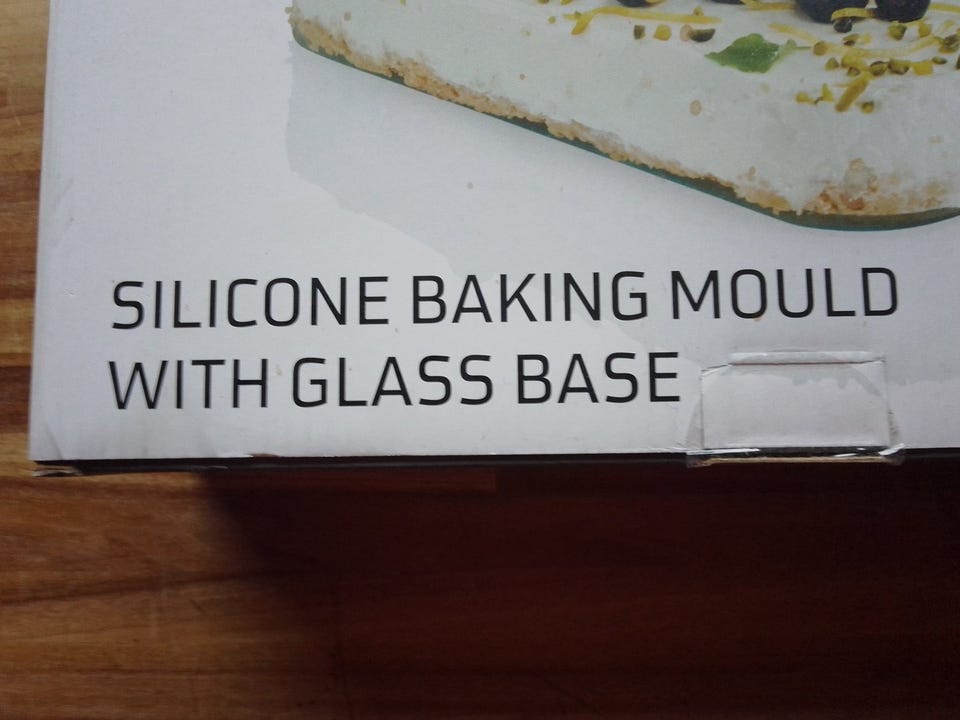 SILICONE BAKING MOULD
WITH GLASS BASE